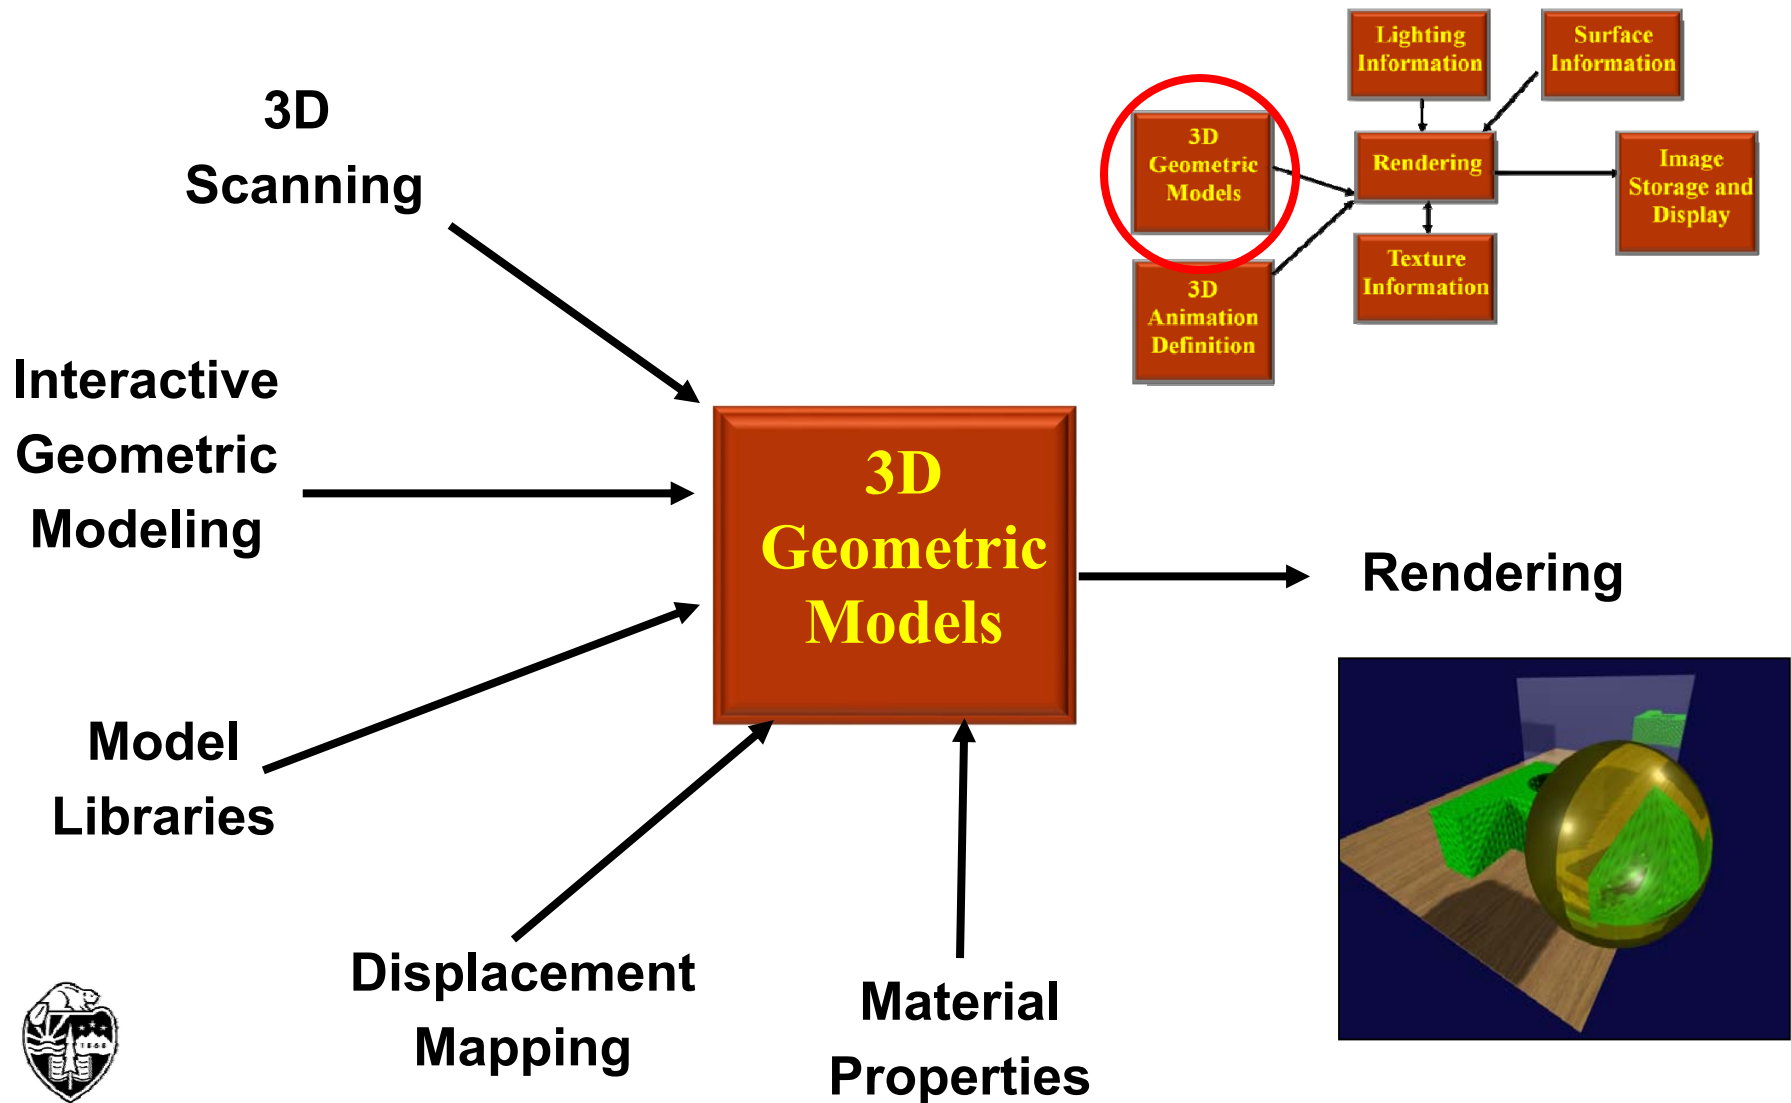 3D
Scanning
Interactive
Geometric
Modeling
Model
Libraries
Displacement
Mapping
Material
Properties
3D
Geometric
Models
Rendering
Lighting
Information
Surface
Information
3D
Geometric
Models
Rendering
Image
Storage and
Display
3D
Animation
Definition
Texture
Information
1868